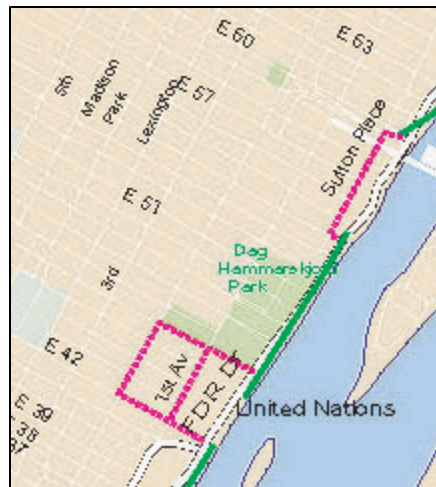 E 60
E 63
5th
Madison
Park
Lexington
E 57
Sutton Place
E 51
Dag
Hammarskjold
Park
3rd
1st Av
FDR Dr
E 42
United Nations
E 39
38
37